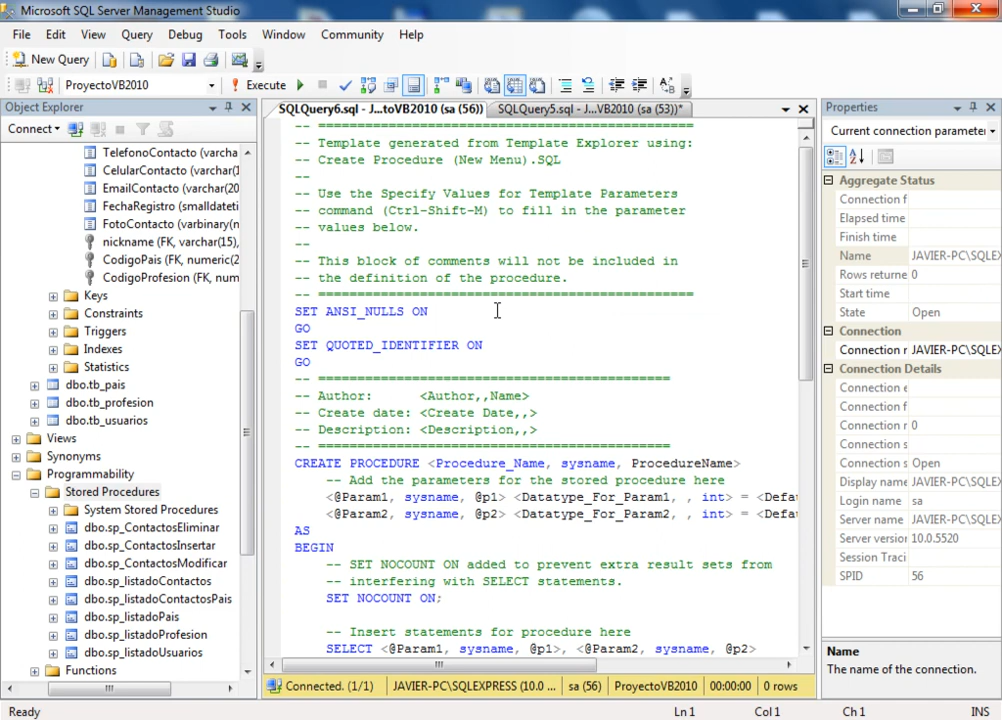 Microsoft SQL Server Management Studio
File Edit View Query Debug Tools Window Community Help
New Query
ProyectoVB2010 Execute
Object Explorer
Connect
TelefonoContacto (varcha
CelularContacto (varchar(
EmailContacto (varchar(20
FechaRegistro (smalldateti
FotoContacto (varbinary(n
nickname (FK, varchar(15),
CodigoPais (FK, numeric(2
CodigoProfesion (FK, num
Keys
Constraints
Triggers
Indexes
Statistics
dbo.tb_pais
dbo.tb_profesion
dbo.tb_usuarios
Views
Synonyms
Programmability
Stored Procedures
System Stored Procedures
dbo.sp_ContactosEliminar
dbo.sp_ContactosInsertar
dbo.sp_ContactosModificar
dbo.sp_listadoContactos
dbo.sp_listadoContactosPais
dbo.sp_listadoPais
dbo.sp_listadoProfesion
dbo.sp_listadoUsuarios
Functions
SQLQuery6.sql - J...toVB2010 (sa (56)) SQLQuery5.sql - J...VB2010 (sa (53))*
-- =============================================
-- Template generated from Template Explorer using:
-- Create Procedure (New Menu).SQL
--
-- Use the Specify Values for Template Parameters
-- command (Ctrl-Shift-M) to fill in the parameter
-- values below.
--
-- This block of comments will not be included in
-- the definition of the procedure.
-- ================================================
SET ANSI_NULLS ON
GO
SET QUOTED_IDENTIFIER ON
GO
-- =============================================
-- Author: <Author,,Name>
-- Create date: <Create Date,,>
-- Description: <Description,,>
-- =============================================
CREATE PROCEDURE <Procedure_Name, sysname, ProcedureName>
-- Add the parameters for the stored procedure here
<@Param1, sysname, @p1> <Datatype_For_Param1, , int> = <Defa
<@Param2, sysname, @p2> <Datatype_For_Param2, , int> = <Defa
AS
BEGIN
-- SET NOCOUNT ON added to prevent extra result sets from
-- interfering with SELECT statements.
SET NOCOUNT ON;
-- Insert statements for procedure here
SELECT <@Param1, sysname, @p1>, <@Param2, sysname, @p2>
Connected. (1/1) JAVIER-PC\SQLEXPRESS (10.0 ... sa (56) ProyectoVB2010 00:00:00 0 rows
Properties
Current connection paramete
Aggregate Status
Connection f
Elapsed time
Finish time
Name JAVIER-PC\SQLEX
Rows returne 0
Start time
State Open
Connection
Connection r JAVIER-PC\SQLEX
Connection Details
Connection e
Connection f
Connection r 0
Connection s
Connection s Open
Display name JAVIER-PC\SQLEX
Login name sa
Server name JAVIER-PC\SQLEX
Server version 10.0.5520
Session Traci
SPID 56
Name
The name of the connection.
Ready Ln 1 Col 1 Ch 1 INS